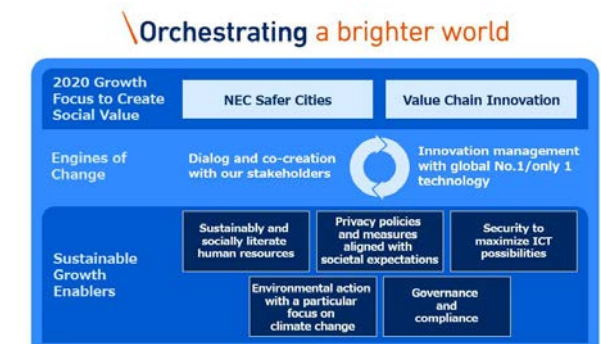 \Orchestrating a brighter world
2020 Growth
Focus to Create
Social Value
NEC Safer Cities
Value Chain Innovation
Engines of
Change
Dialog and co-creation
with our stakeholders
Innovation management
with global No.1/only 1
technology
Sustainable
Growth
Enablers
Sustainably and
socially literate
human resources
Privacy policies
and measures
aligned with
societal expectations
Security to
maximize ICT
possibilities
Environmental action
with a particular
focus on
climate change
Governance
and
compliance